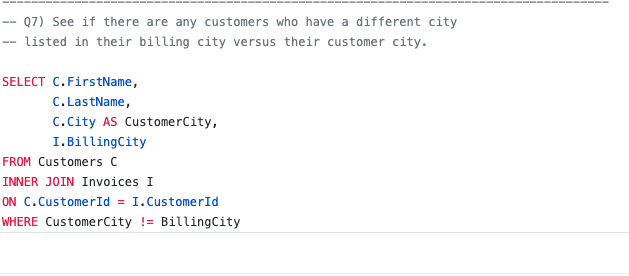 --------------------------------------------------------------------------------
-- Q7) See if there are any customers who have a different city
-- listed in their billing city versus their customer city.
SELECT C.FirstName,
       C.LastName,
       C.City AS CustomerCity,
       I.BillingCity
FROM Customers C
INNER JOIN Invoices I
ON C.CustomerId = I.CustomerId
WHERE CustomerCity != BillingCity